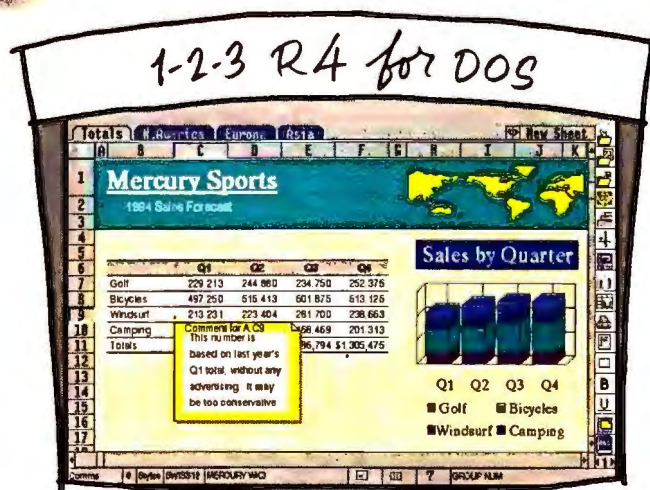 1-2-3 R4 for DOS
Totals N.America Europe Asia New Sheet
A B C D E F G H I J K
1 Mercury Sports
2 1994 Sales Forecast
3
4
5 Sales by Quarter
6 Q1 Q2 Q3 Q4
7 Golf 229 213 244 880 234 750 252 375
8 Bicycles 497 250 515 413 601 875 613 125
9 Windsurf 213 231 223 404 261 700 238 663
10 Camping 201 313
11 Totals $1 305,475
Comment for A:C9
This number is
based on last year's
Q1 total, without any
advertising. It may
be too conservative
12
13
14
15
16
17
Q1 Q2 Q3 Q4
Golf Bicycles
Windsurf Camping
B
U
? GROUP NUM